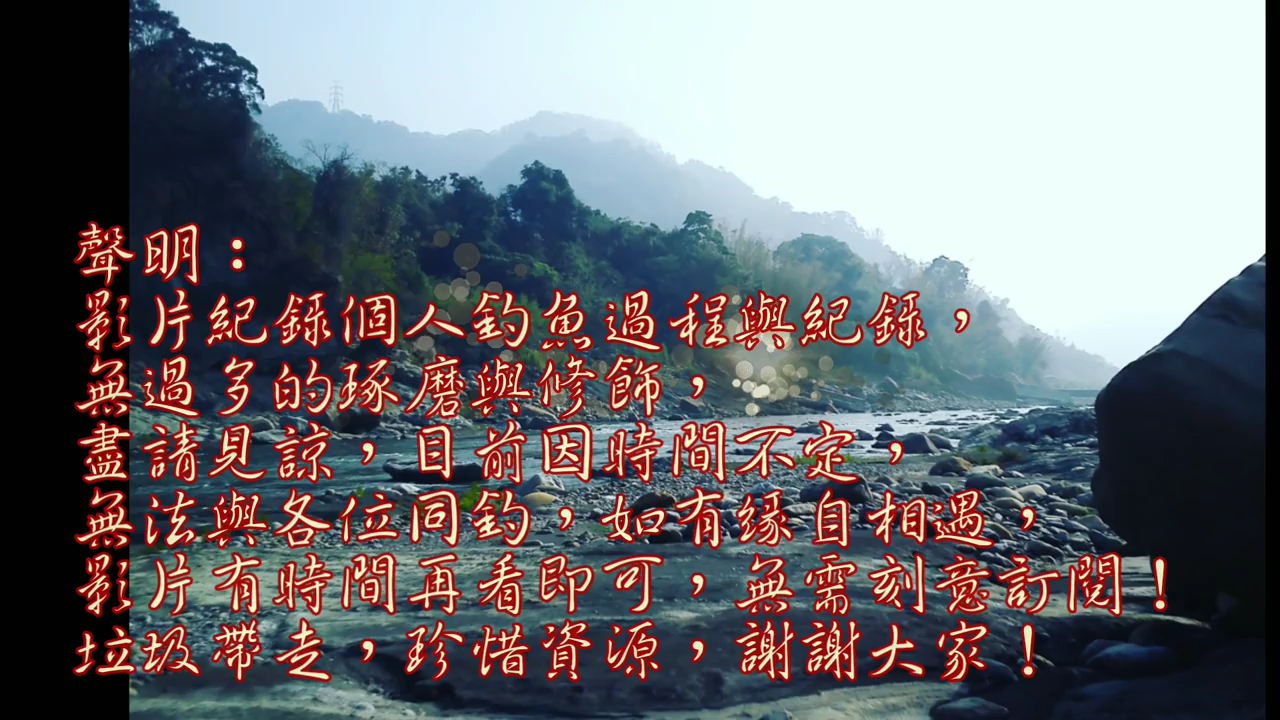 聲明：
影片紀錄個人釣魚過程與紀錄，
無過多的琢磨與修飾，
盡請見諒，目前因時間不定，
無法與各位同釣，如有緣自相遇，
影片有時間再看即可，無需刻意訂閱！
垃圾帶走，珍惜資源，謝謝大家！